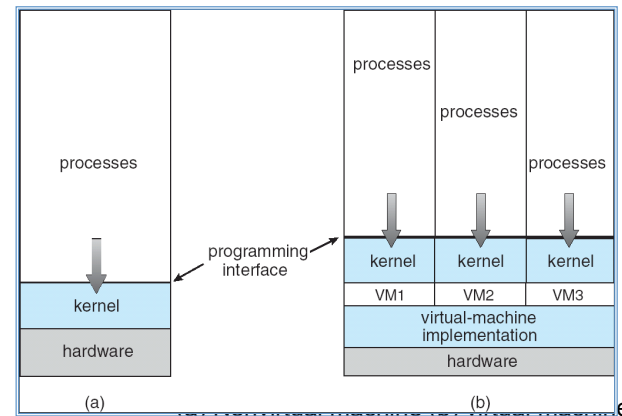 processes
programming
interface
kernel
hardware
(a)
processes
processes
processes
kernel kernel kernel
VM1 VM2 VM3
virtual-machine
implementation
hardware
(b)